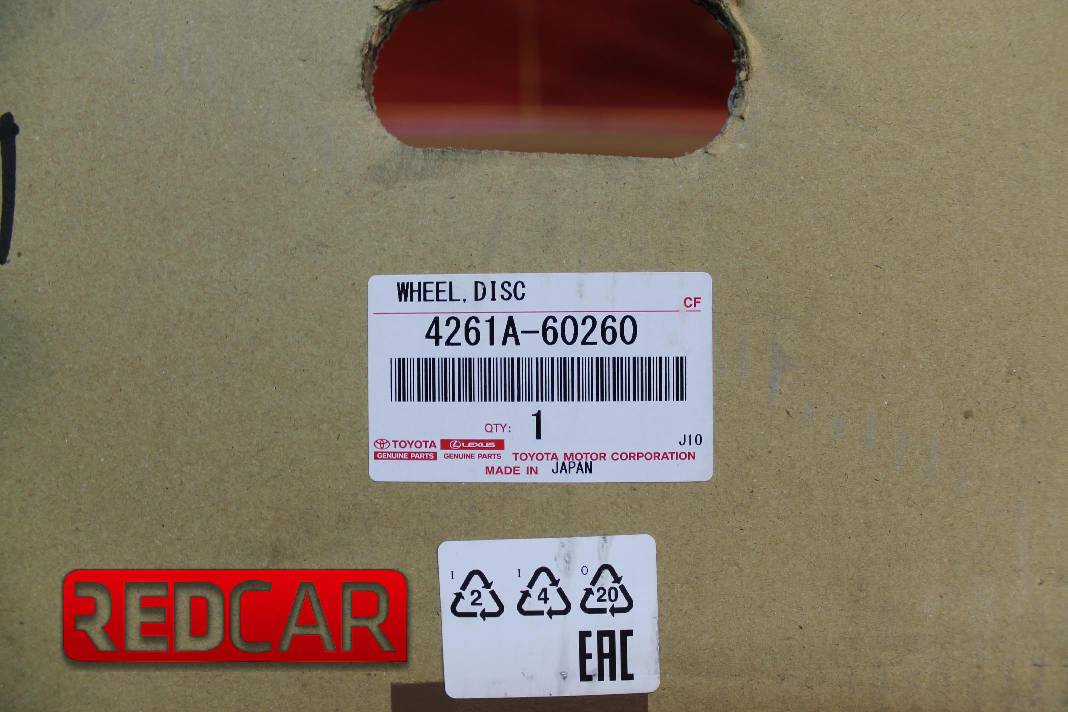 WHEEL, DISC
CF
4261A-60260
QTY: 1
J10
TOYOTA LEXUS
GENUINE PARTS GENUINE PARTS TOYOTA MOTOR CORPORATION
MADE IN JAPAN
1 2 1 4 0 20
EAC
REDCAR